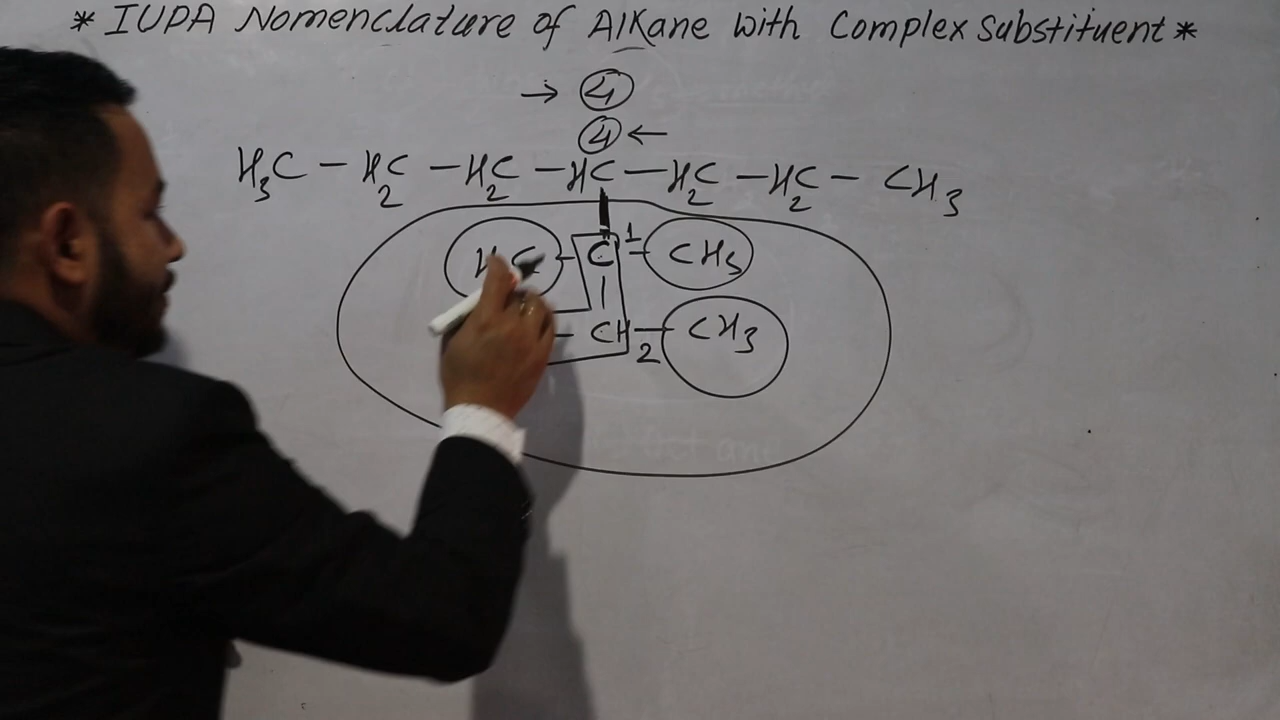 * IUPA Nomenclature of Alkane with Complex Substituent *
→ 4
4 ←
H3C — H2C — H2C — HC — H2C — H2C — CH3
C 1 — CH3
— CH — CH3
2